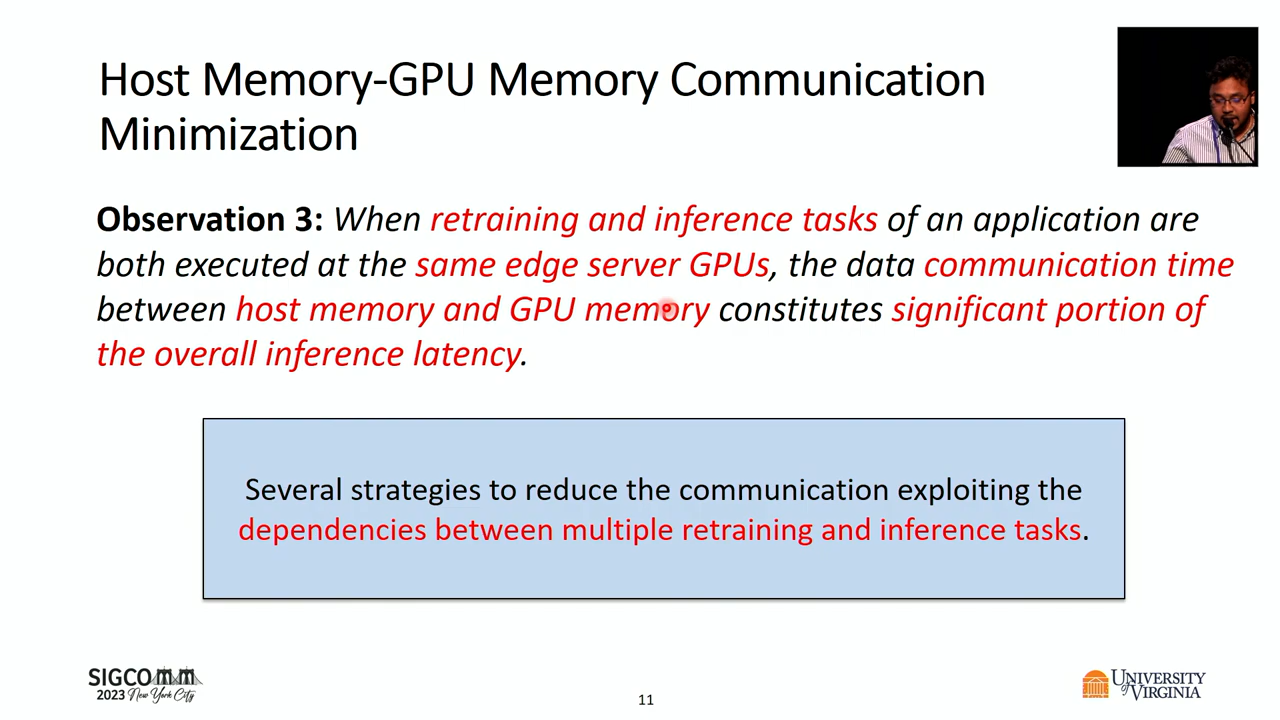 Host Memory-GPU Memory Communication
Minimization
Observation 3: When retraining and inference tasks of an application are
both executed at the same edge server GPUs, the data communication time
between host memory and GPU memory constitutes significant portion of
the overall inference latency.
Several strategies to reduce the communication exploiting the
dependencies between multiple retraining and inference tasks.
SIGCOMM
2023 New York City
11
UNIVERSITY
of VIRGINIA